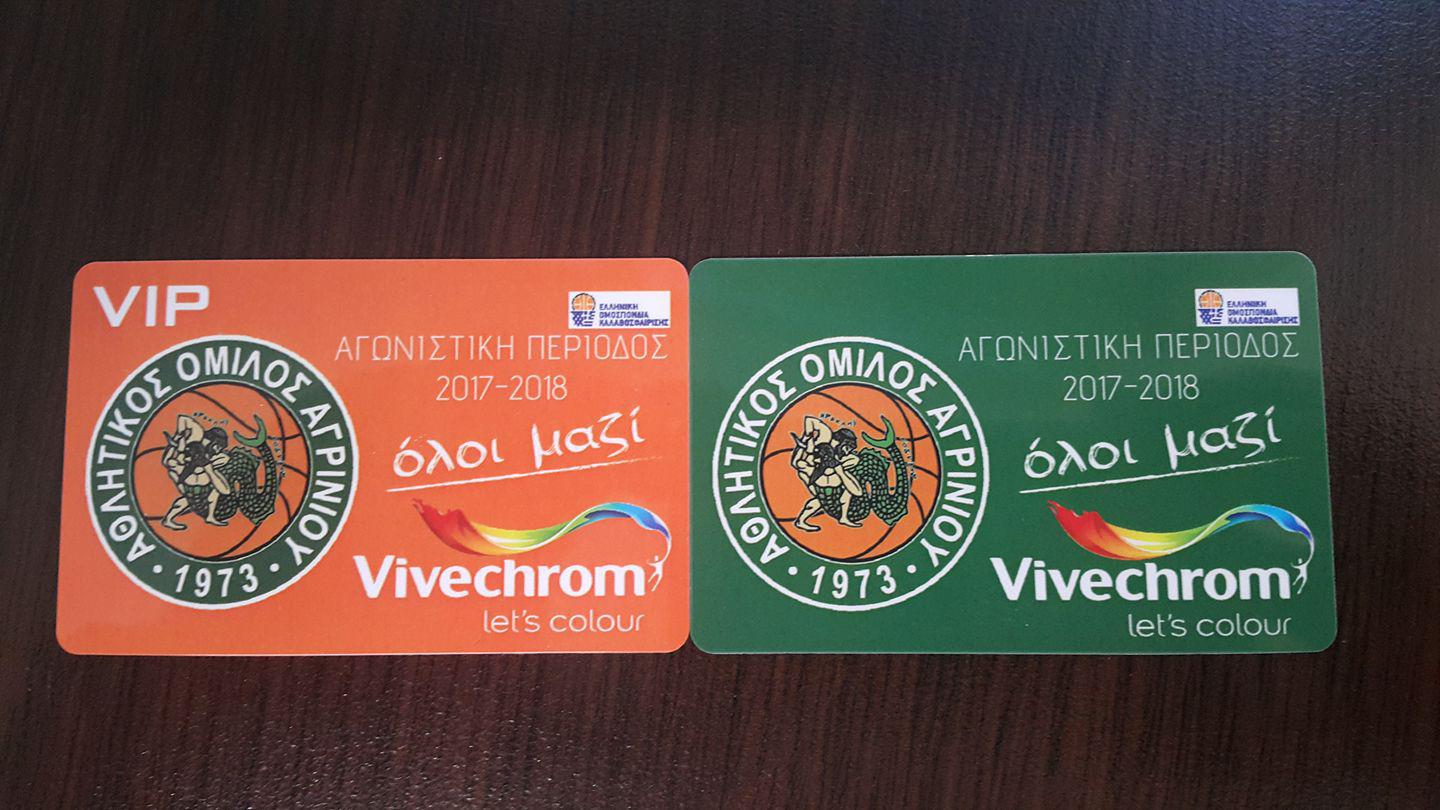 VIP
ΕΛΛΗΝΙΚΗ
ΟΜΟΣΠΟΝΔΙΑ
ΚΑΛΑΘΟΣΦΑΙΡΙΣΗΣ
ΑΓΩΝΙΣΤΙΚΗ ΠΕΡΙΟΔΟΣ
2017-2018
ΑΘΛΗΤΙΚΟΣ ΟΜΙΛΟΣ ΑΓΡΙΝΙΟΥ
• 1973 •
όλοι μαζί
Vivechrom
let's colour
ΕΛΛΗΝΙΚΗ
ΟΜΟΣΠΟΝΔΙΑ
ΚΑΛΑΘΟΣΦΑΙΡΙΣΗΣ
ΑΓΩΝΙΣΤΙΚΗ ΠΕΡΙΟΔΟΣ
2017-2018
ΑΘΛΗΤΙΚΟΣ ΟΜΙΛΟΣ ΑΓΡΙΝΙΟΥ
• 1973 •
όλοι μαζί
Vivechrom
let's colour